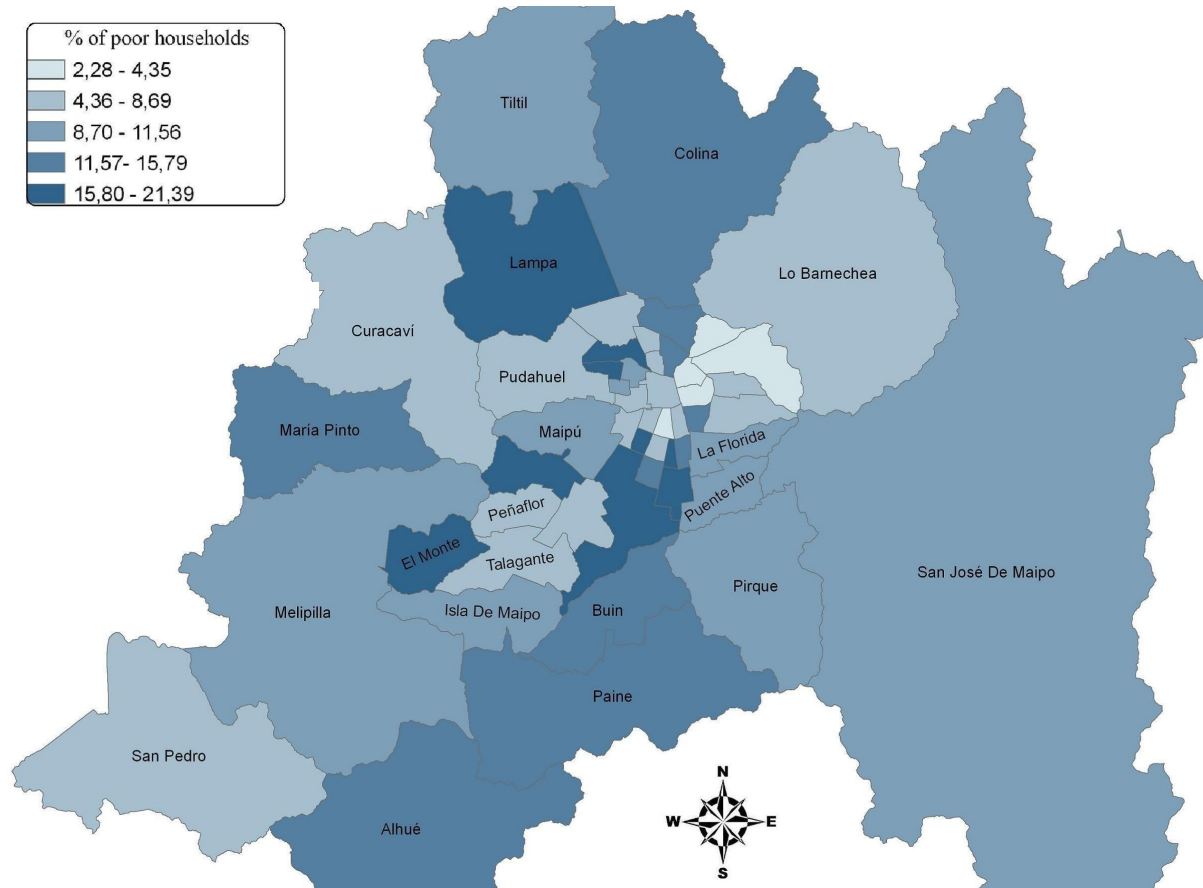 % of poor households
2,28 - 4,35
4,36 - 8,69
8,70 - 11,56
11,57- 15,79
15,80 - 21,39
Tiltil
Colina
Lampa
Lo Barnechea
Curacaví
Pudahuel
María Pinto
Maipú
La Florida
Peñaflor
Puente Alto
El Monte
Talagante
San José De Maipo
Pirque
Melipilla
Isla De Maipo
Buin
Paine
San Pedro
Alhué
N
W
E
S